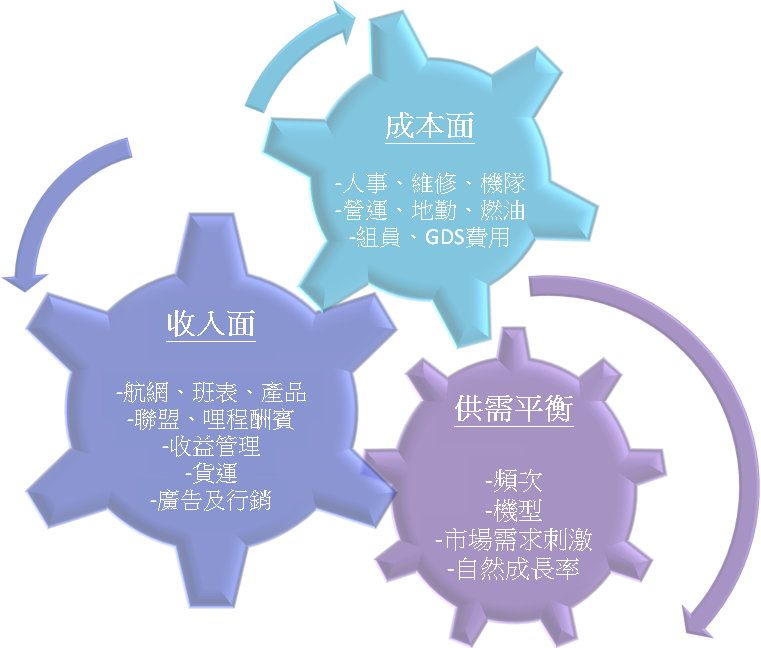 成本面
-人事、維修、機隊
-營運、地勤、燃油
-組員、GDS費用
收入面
-航網、班表、產品
-聯盟、哩程酬賓
-收益管理
-貨運
-廣告及行銷
供需平衡
-頻次
-機型
-市場需求刺激
-自然成長率